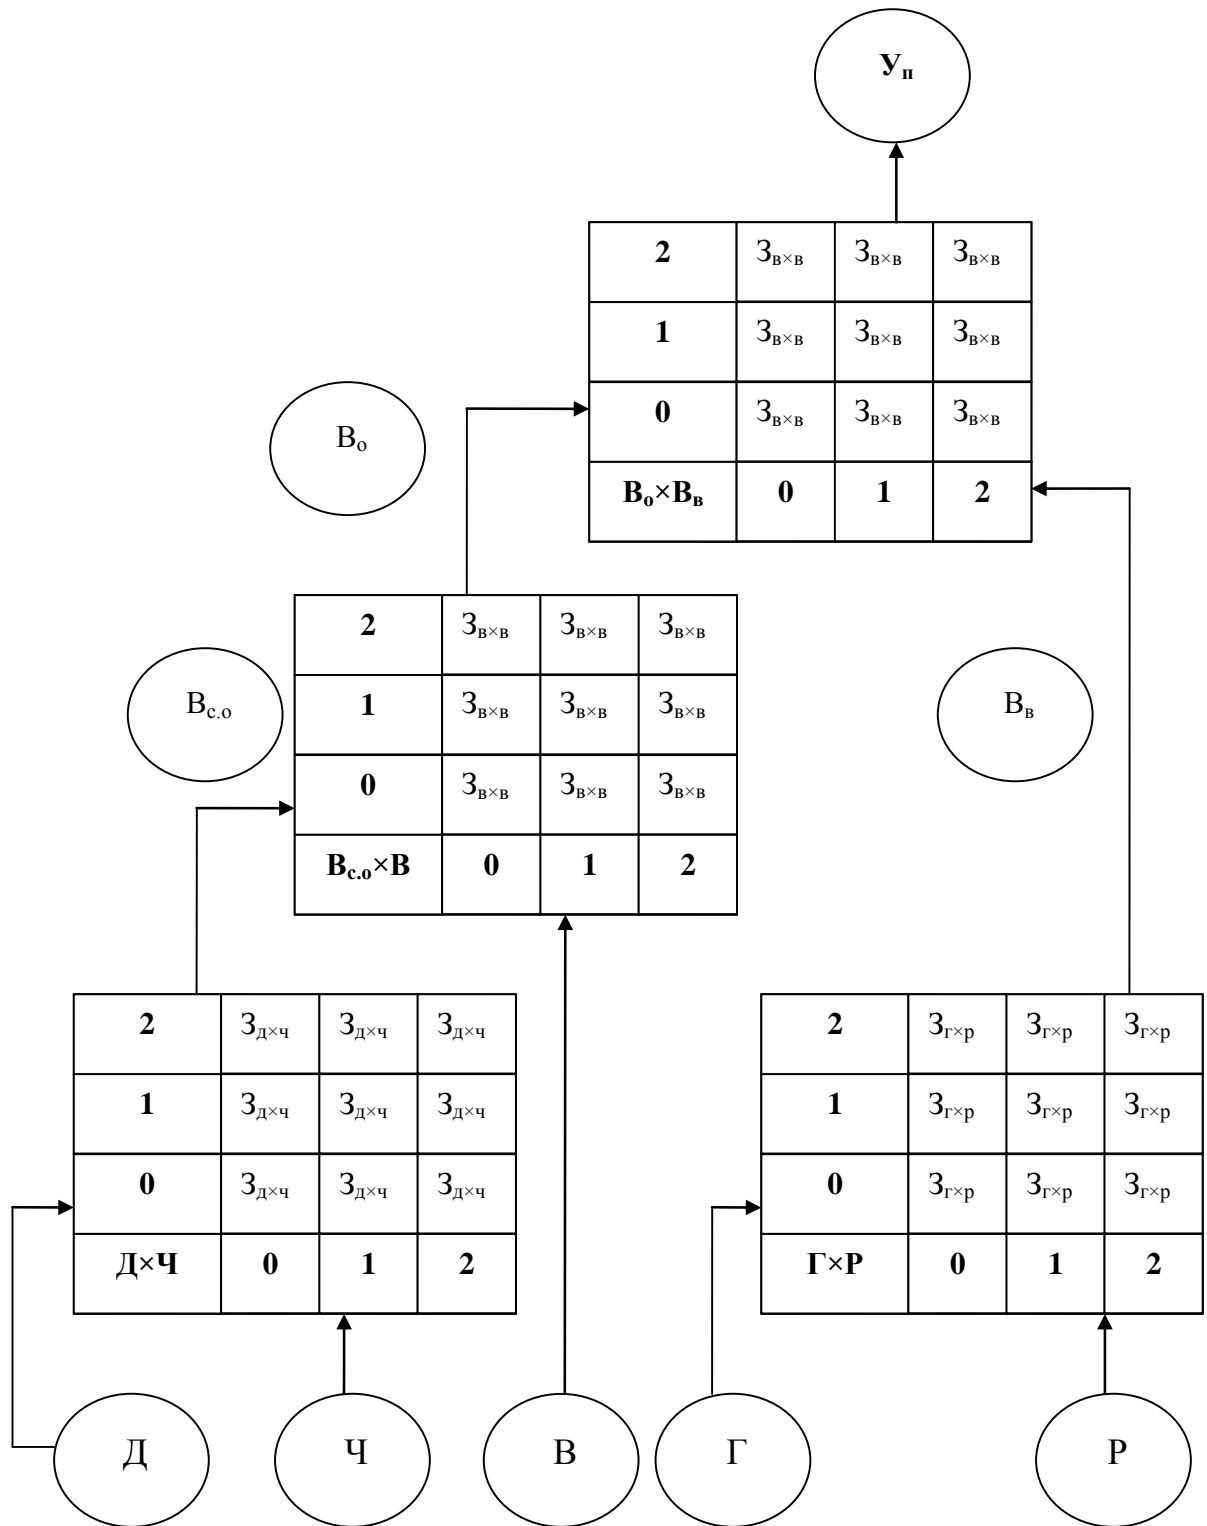 Уп
2 Зв×в Зв×в Зв×в
1 Зв×в Зв×в Зв×в
0 Зв×в Зв×в Зв×в
Во×Вв 0 1 2
Во
2 Зв×в Зв×в Зв×в
1 Зв×в Зв×в Зв×в
0 Зв×в Зв×в Зв×в
Вс.о×В 0 1 2
Вс.о
Вв
2 Зд×ч Зд×ч Зд×ч
1 Зд×ч Зд×ч Зд×ч
0 Зд×ч Зд×ч Зд×ч
Д×Ч 0 1 2
2 Зг×р Зг×р Зг×р
1 Зг×р Зг×р Зг×р
0 Зг×р Зг×р Зг×р
Г×Р 0 1 2
Д
Ч
В
Г
Р